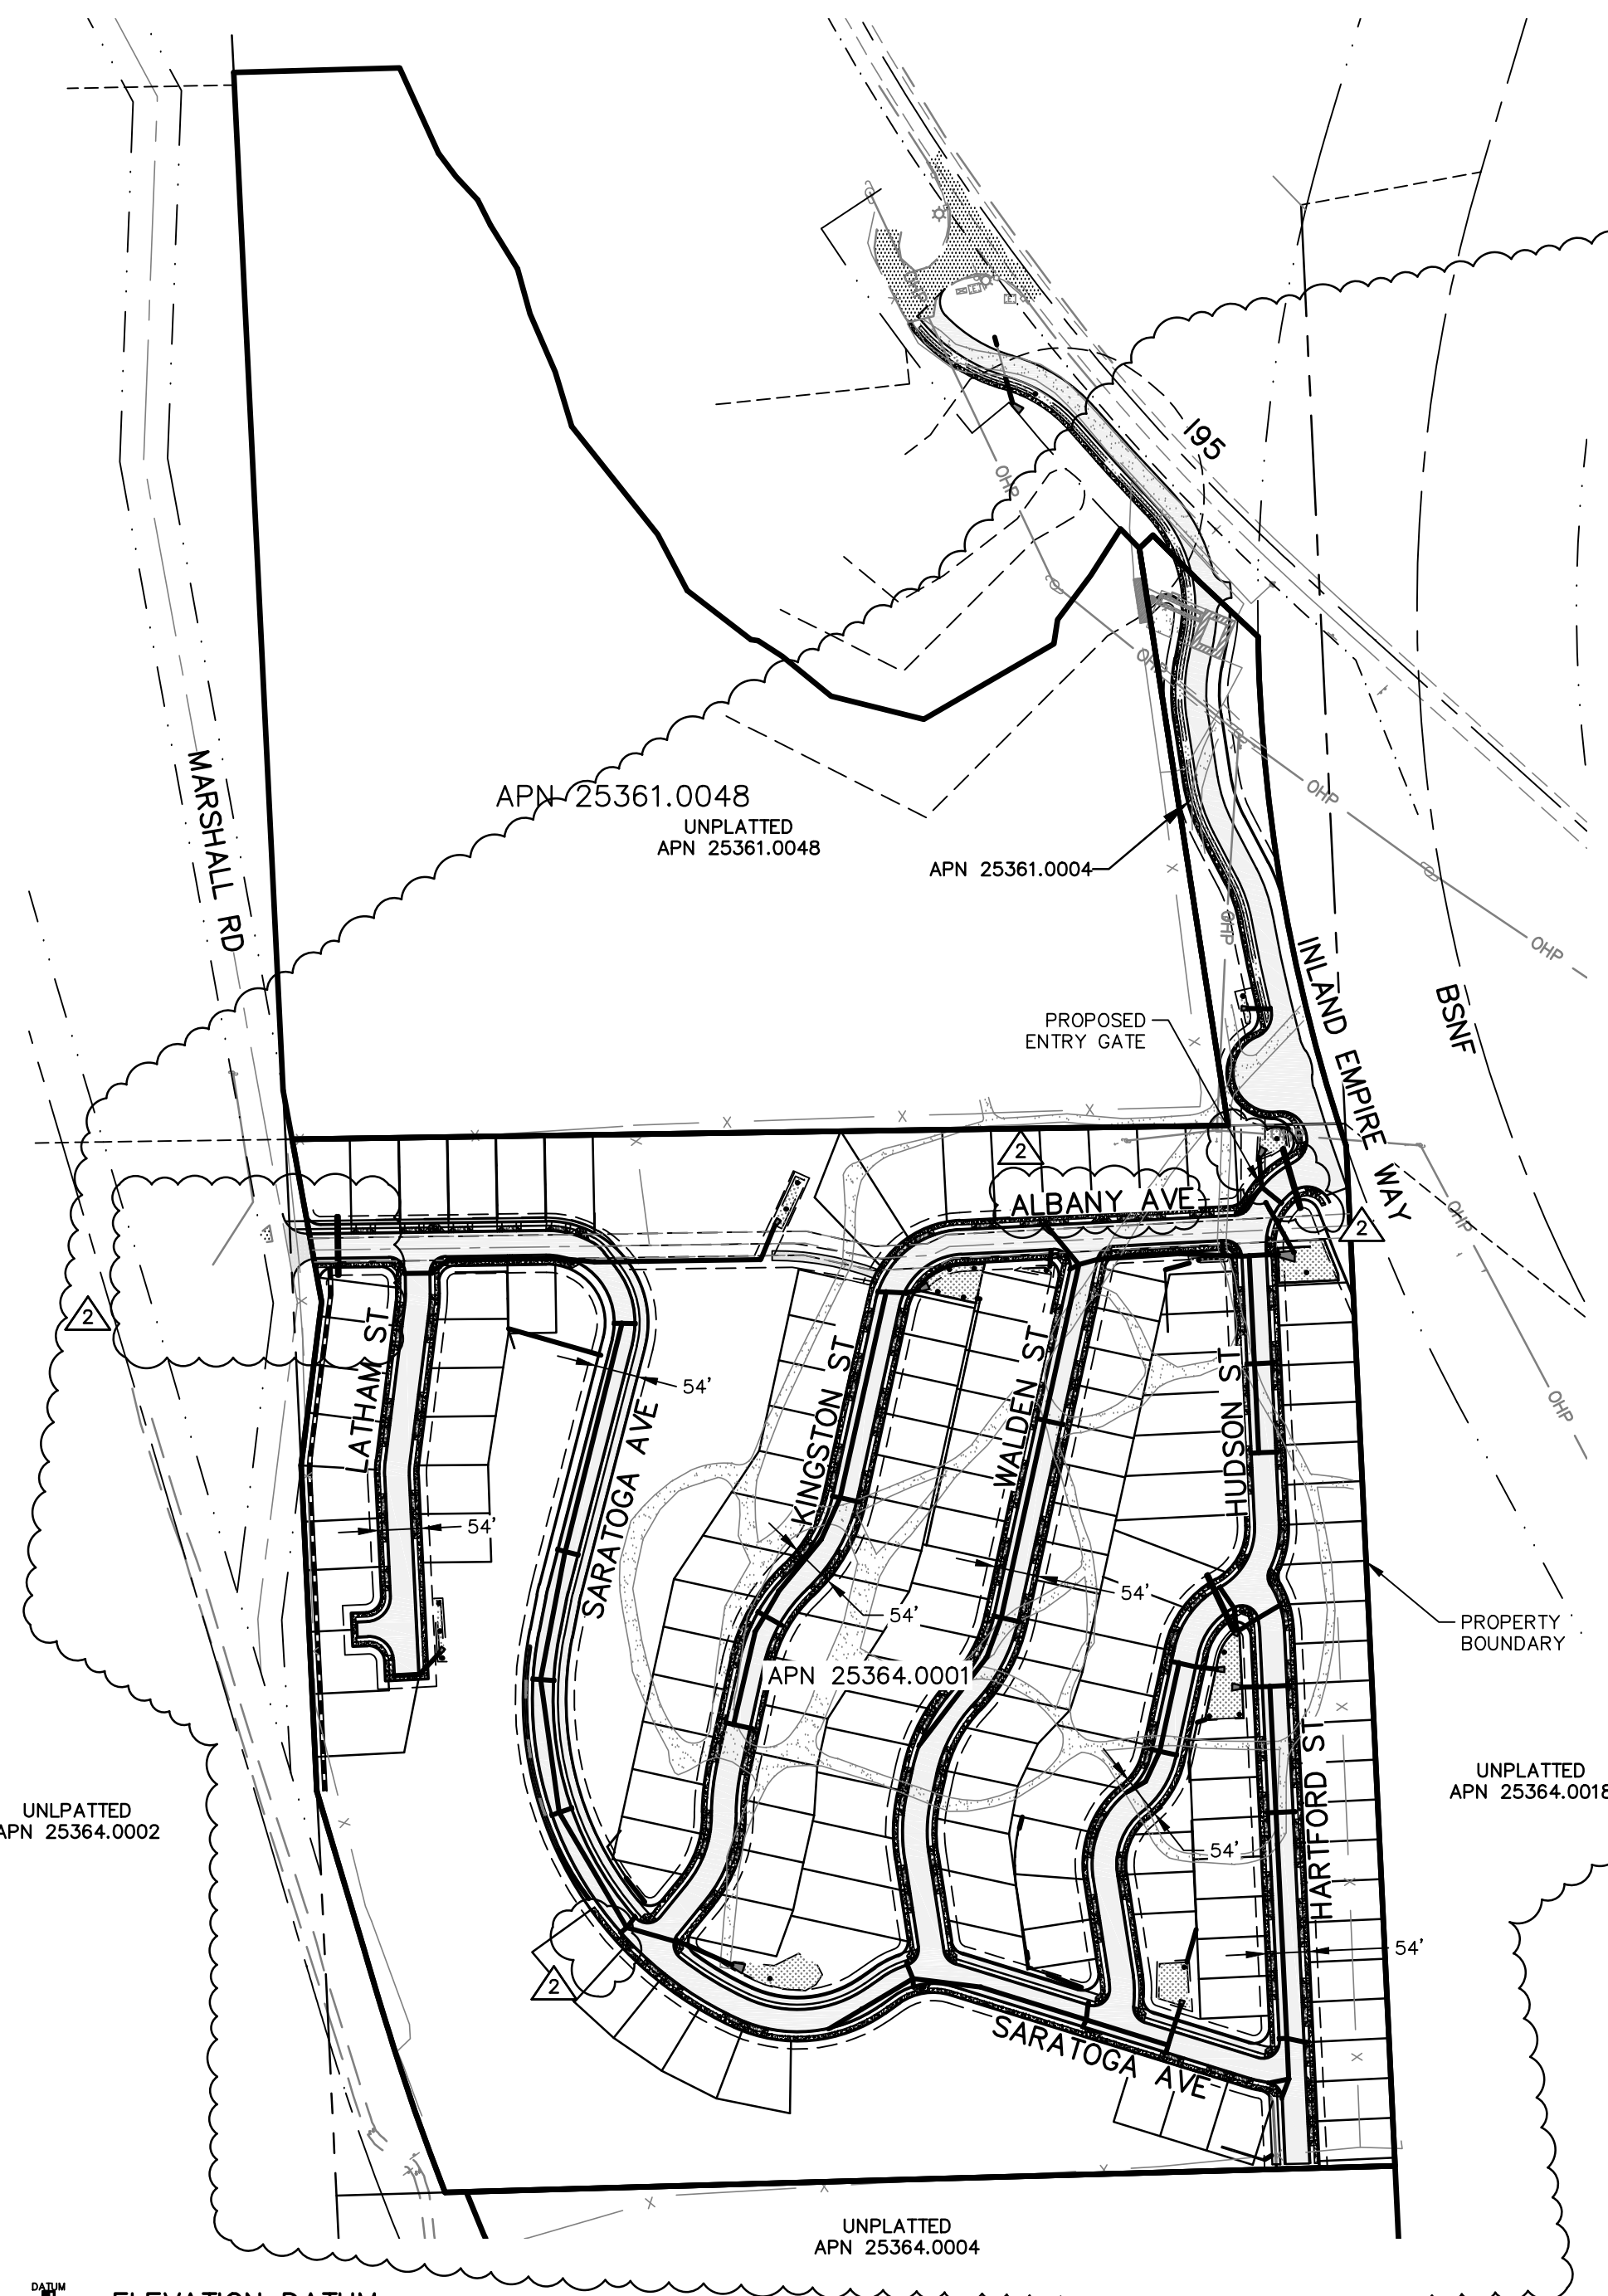 I95
OHP
MARSHALL RD
OHP
APN 25361.0048
OHP
UNPLATTED
APN 25361.0048
APN 25361.0004
OHP
OHP
INLAND EMPIRE WAY
BSNF
PROPOSED
ENTRY GATE
2
ALBANY AVE
OHP
2
2
LATHAM ST
54'
KINGSTON ST
WALDEN ST
HUDSON ST
OHP
SARATOGA AVE
54'
54'
54'
PROPERTY
BOUNDARY
APN 25364.0001
HARTFORD ST
UNPLATTED
APN 25364.0018
UNLPATTED
APN 25364.0002
54'
54'
2
SARATOGA AVE
UNPLATTED
APN 25364.0004
DATUM
ELEVATION DATUM